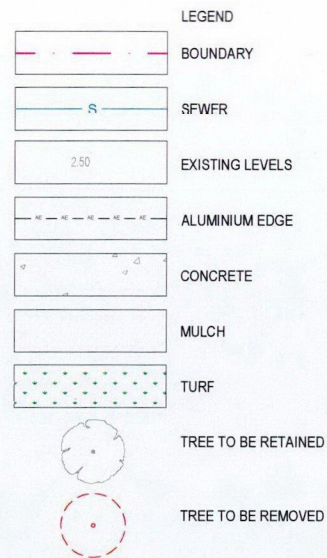 LEGEND
BOUNDARY
S SEWER
2.50 EXISTING LEVELS
AE AE AE AE AE ALUMINIUM EDGE
CONCRETE
MULCH
TURF
TREE TO BE RETAINED
TREE TO BE REMOVED